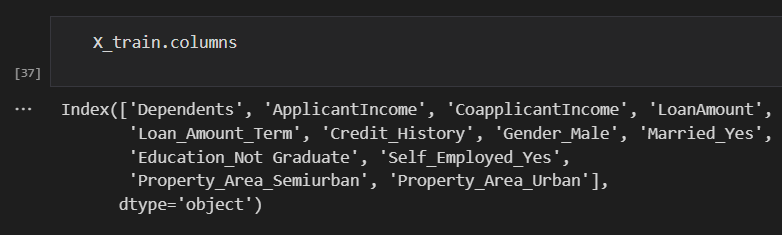 X_train.columns
[37]
... Index(['Dependents', 'ApplicantIncome', 'CoapplicantIncome', 'LoanAmount',
'Loan_Amount_Term', 'Credit_History', 'Gender_Male', 'Married_Yes',
'Education_Not Graduate', 'Self_Employed_Yes',
'Property_Area_Semiurban', 'Property_Area_Urban'],
dtype='object')